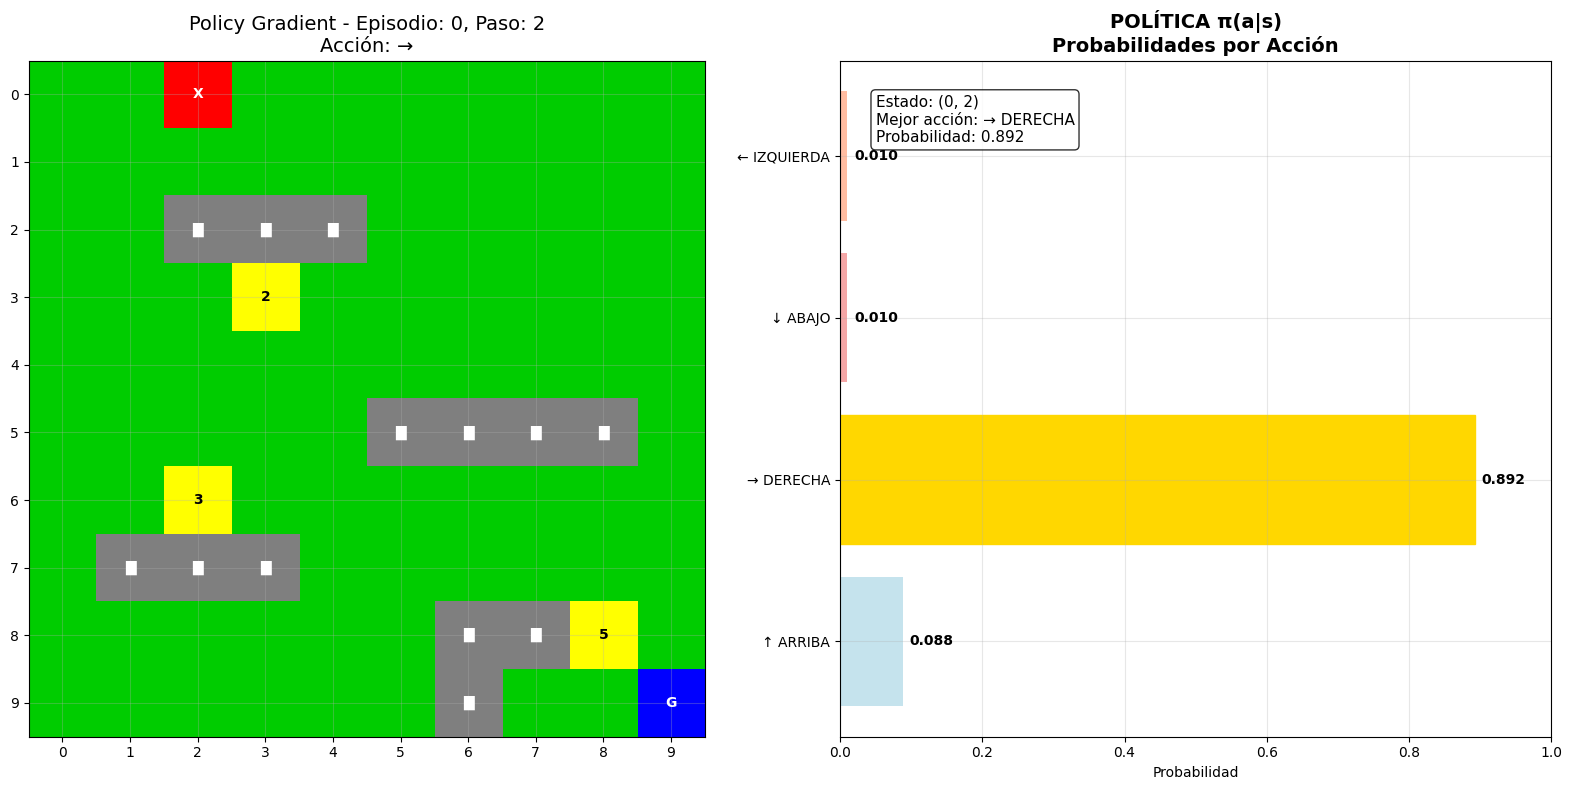 Policy Gradient - Episodio: 0, Paso: 2
Acción: →
0
X
1
2
2
3
4
5
3
6
7
8
5
9
G
0 1 2 3 4 5 6 7 8 9
POLÍTICA π(a|s)
Probabilidades por Acción
Estado: (0, 2)
Mejor acción: → DERECHA
Probabilidad: 0.892
← IZQUIERDA 0.010
↓ ABAJO 0.010
→ DERECHA 0.892
↑ ARRIBA 0.088
0.0 0.2 0.4 0.6 0.8 1.0
Probabilidad